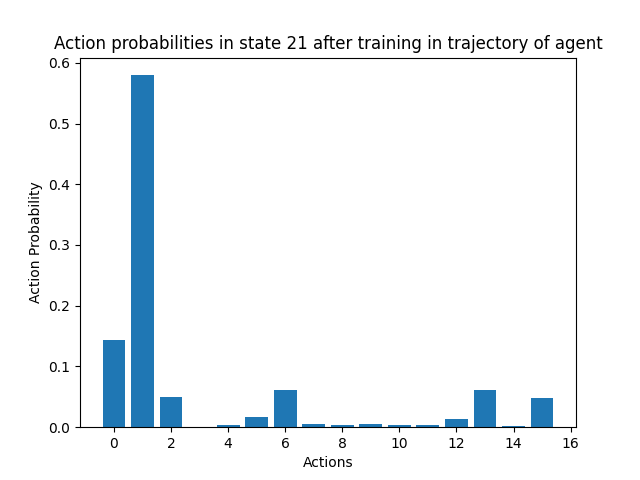 Action probabilities in state 21 after training in trajectory of agent
0.6
0.5
0.4
0.3
0.2
0.1
0.0
Action Probability
0 2 4 6 8 10 12 14 16
Actions